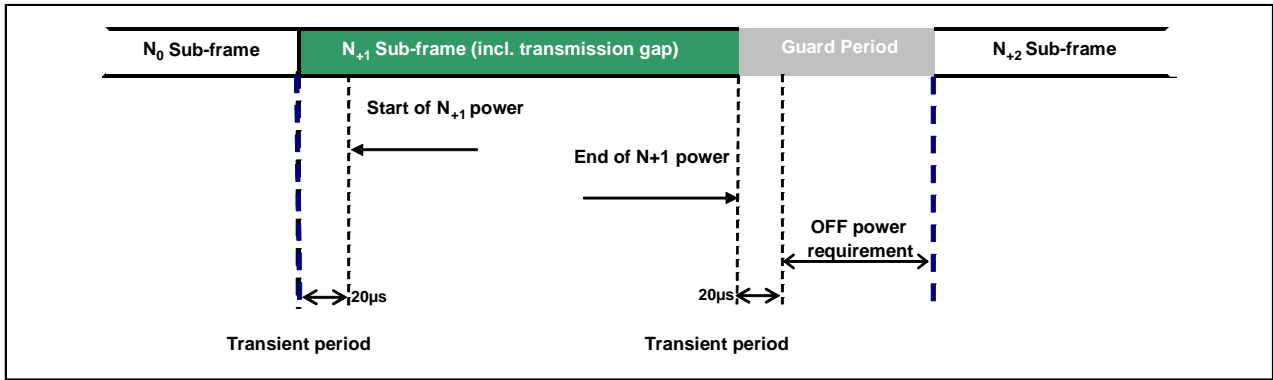 N0 Sub-frame
N+1 Sub-frame (incl. transmission gap)
Guard Period
N+2 Sub-frame
Start of N+1 power
End of N+1 power
OFF power
requirement
20µs
20µs
Transient period
Transient period